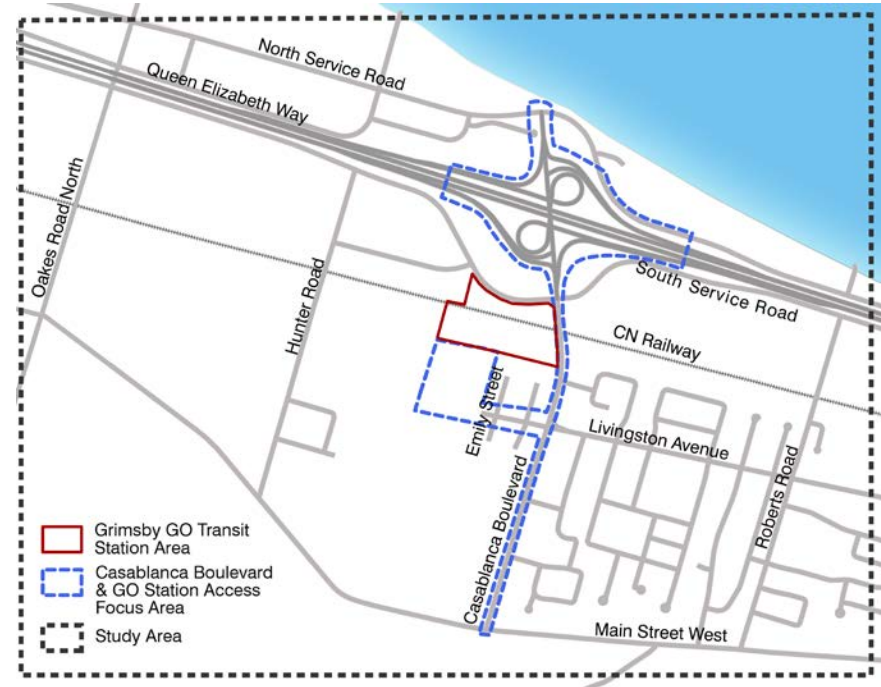 North Service Road
Queen Elizabeth Way
Oakes Road North
Hunter Road
South Service Road
CN Railway
Emily Street
Livingston Avenue
Casablanca Boulevard
Roberts Road
Main Street West
Grimsby GO Transit
Station Area
Casablanca Boulevard
& GO Station Access
Focus Area
Study Area